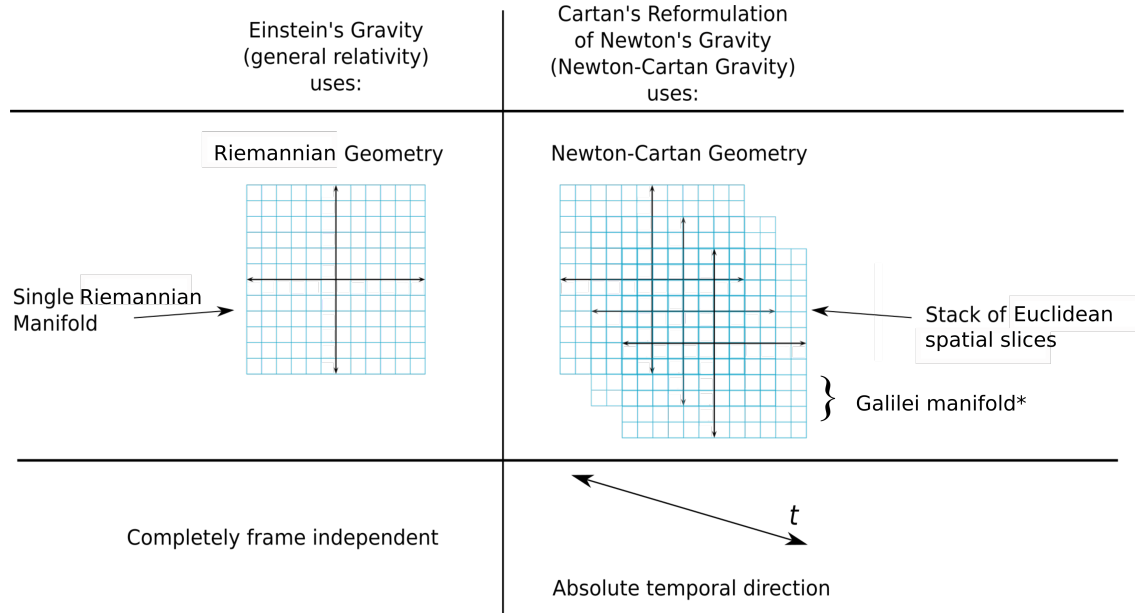 Einstein's Gravity
(general relativity)
uses:
Cartan's Reformulation
of Newton's Gravity
(Newton-Cartan Gravity)
uses:
Riemannian Geometry
Newton-Cartan Geometry
Single Riemannian
Manifold
Stack of Euclidean
spatial slices
} Galilei manifold*
Completely frame independent
t
Absolute temporal direction